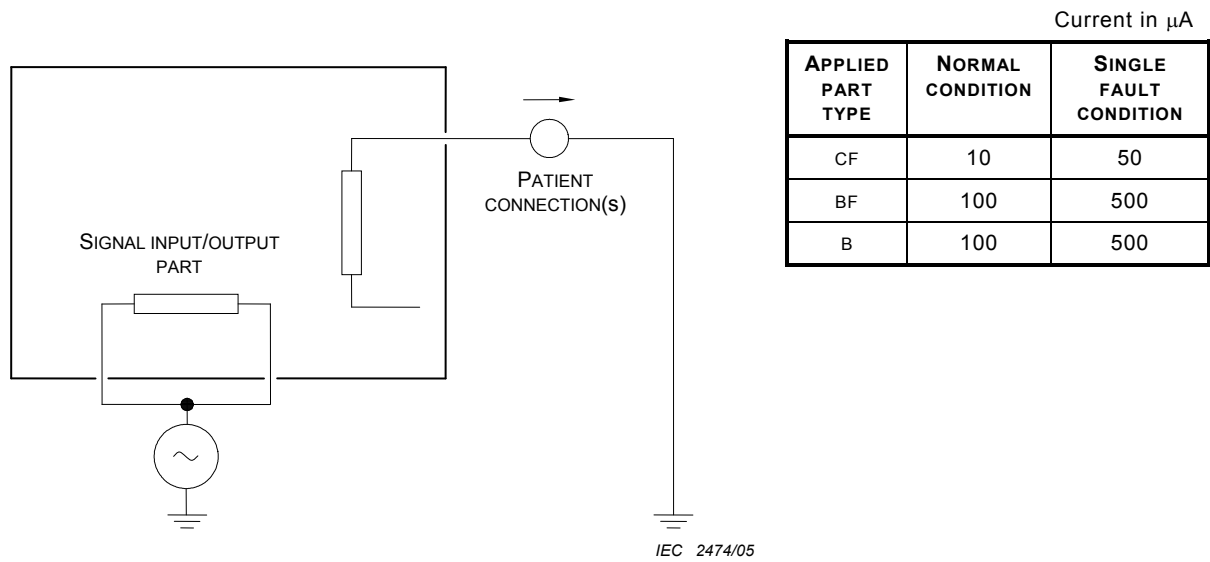 Current in μA
APPLIED PART TYPE
NORMAL CONDITION
SINGLE FAULT CONDITION
CF 10 50
BF 100 500
B 100 500
PATIENT
CONNECTION(S)
SIGNAL INPUT/OUTPUT
PART
IEC 2474/05